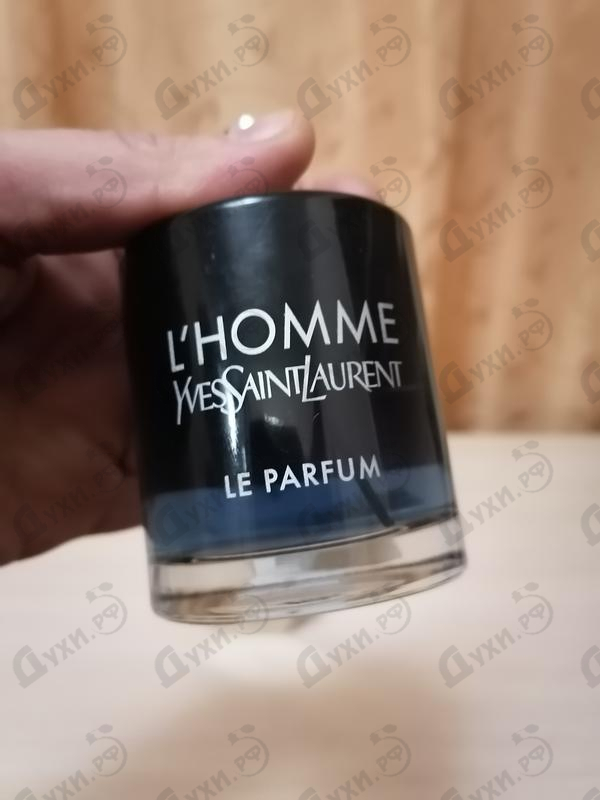 L'HOMME
YVESSAINTLAURENT
LE PARFUM
Духи.рф